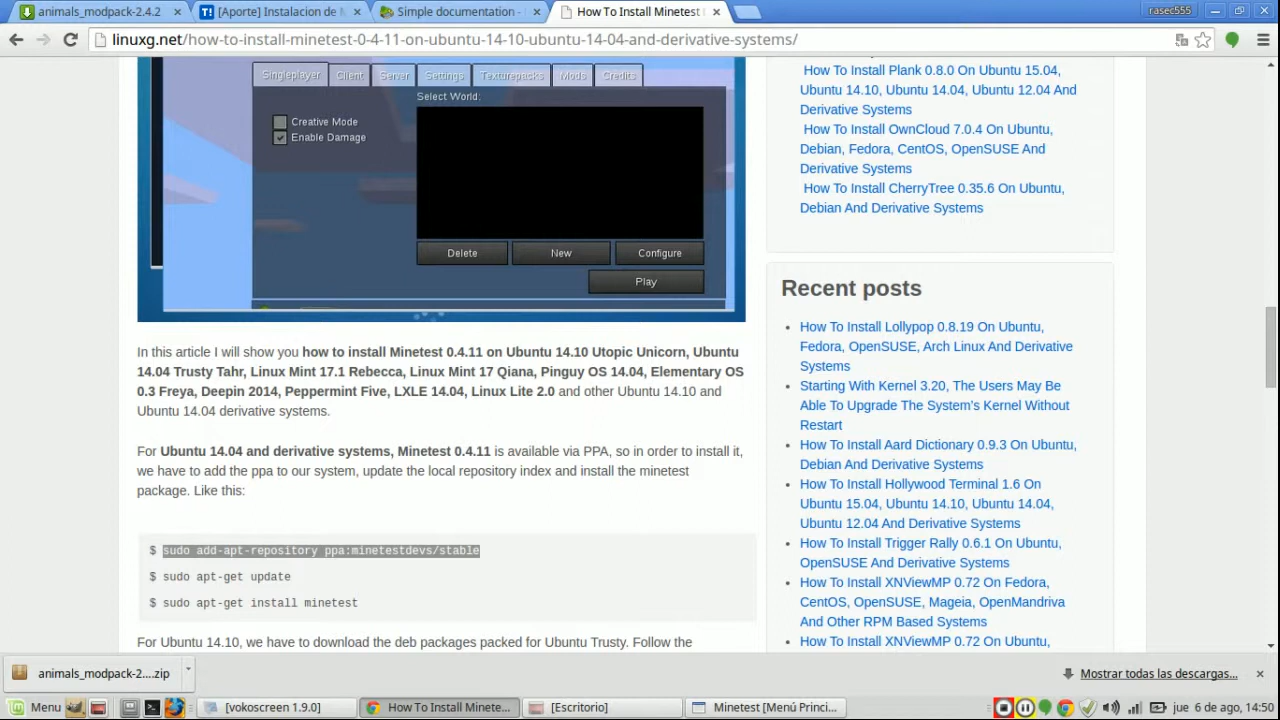 animals_modpack-2.4.2
[Aporte] Instalacion de M
Simple documentation -
How To Install Minetest
rasec555
linuxg.net/how-to-install-minetest-0-4-11-on-ubuntu-14-10-ubuntu-14-04-and-derivative-systems/
Singleplayer Client Server Settings Texturepacks Mods Credits
Select World:
Creative Mode
Enable Damage
Delete New Configure
Play
In this article I will show you how to install Minetest 0.4.11 on Ubuntu 14.10 Utopic Unicorn, Ubuntu
14.04 Trusty Tahr, Linux Mint 17.1 Rebecca, Linux Mint 17 Qiana, Pinguy OS 14.04, Elementary OS
0.3 Freya, Deepin 2014, Peppermint Five, LXLE 14.04, Linux Lite 2.0 and other Ubuntu 14.10 and
Ubuntu 14.04 derivative systems.
For Ubuntu 14.04 and derivative systems, Minetest 0.4.11 is available via PPA, so in order to install it,
we have to add the ppa to our system, update the local repository index and install the minetest
package. Like this:
$ sudo add-apt-repository ppa:minetestdevs/stable
$ sudo apt-get update
$ sudo apt-get install minetest
For Ubuntu 14.10, we have to download the deb packages packed for Ubuntu Trusty. Follow the
How To Install Plank 0.8.0 On Ubuntu 15.04,
Ubuntu 14.10, Ubuntu 14.04, Ubuntu 12.04 And
Derivative Systems
How To Install OwnCloud 7.0.4 On Ubuntu,
Debian, Fedora, CentOS, OpenSUSE And
Derivative Systems
How To Install CherryTree 0.35.6 On Ubuntu,
Debian And Derivative Systems
Recent posts
How To Install Lollypop 0.8.19 On Ubuntu,
Fedora, OpenSUSE, Arch Linux And Derivative
Systems
Starting With Kernel 3.20, The Users May Be
Able To Upgrade The System's Kernel Without
Restart
How To Install Aard Dictionary 0.9.3 On Ubuntu,
Debian And Derivative Systems
How To Install Hollywood Terminal 1.6 On
Ubuntu 15.04, Ubuntu 14.10, Ubuntu 14.04,
Ubuntu 12.04 And Derivative Systems
How To Install Trigger Rally 0.6.1 On Ubuntu,
OpenSUSE And Derivative Systems
How To Install XNViewMP 0.72 On Fedora,
CentOS, OpenSUSE, Mageia, OpenMandriva
And Other RPM Based Systems
How To Install XNViewMP 0.72 On Ubuntu,
animals_modpack-2....zip
Mostrar todas las descargas...
Menu
[vokoscreen 1.9.0]
How To Install Minete...
[Escritorio]
Minetest [Menú Princi...
jue 6 de ago, 14:50